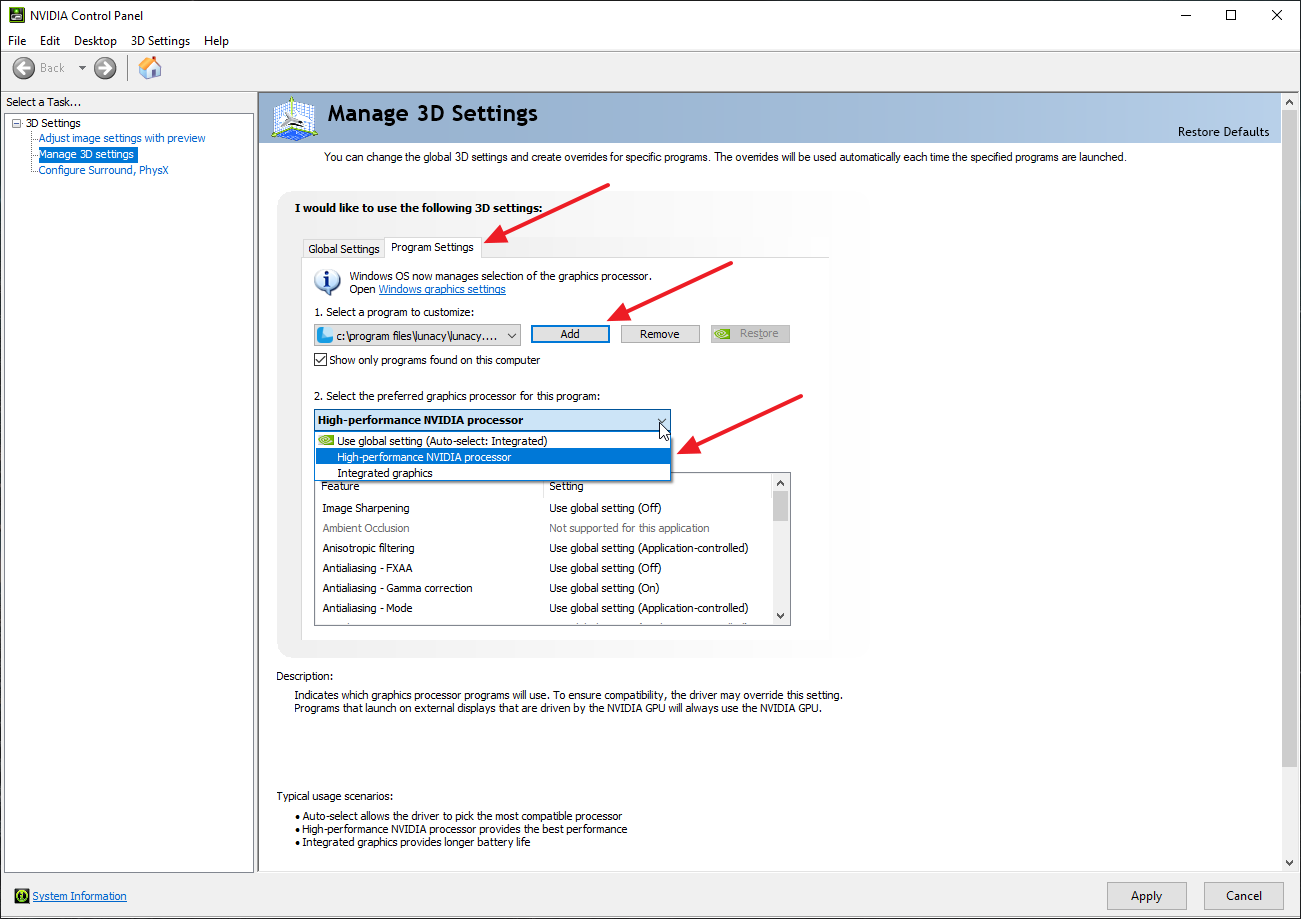 NVIDIA Control Panel
File Edit Desktop 3D Settings Help
Back
Select a Task...
3D Settings
Adjust image settings with preview
Manage 3D settings
Configure Surround, PhysX
Manage 3D Settings
Restore Defaults
You can change the global 3D settings and create overrides for specific programs. The overrides will be used automatically each time the specified programs are launched.
I would like to use the following 3D settings:
Global Settings Program Settings
Windows OS now manages selection of the graphics processor.
Open Windows graphics settings
1. Select a program to customize:
c:\program files\lunacy\lunacy.... Add Remove Restore
Show only programs found on this computer
2. Select the preferred graphics processor for this program:
High-performance NVIDIA processor
Use global setting (Auto-select: Integrated)
High-performance NVIDIA processor
Integrated graphics
Feature Setting
Image Sharpening Use global setting (Off)
Ambient Occlusion Not supported for this application
Anisotropic filtering Use global setting (Application-controlled)
Antialiasing - FXAA Use global setting (Off)
Antialiasing - Gamma correction Use global setting (On)
Antialiasing - Mode Use global setting (Application-controlled)
Description:
Indicates which graphics processor programs will use. To ensure compatibility, the driver may override this setting.
Programs that launch on external displays that are driven by the NVIDIA GPU will always use the NVIDIA GPU.
Typical usage scenarios:
• Auto-select allows the driver to pick the most compatible processor
• High-performance NVIDIA processor provides the best performance
• Integrated graphics provides longer battery life
System Information
Apply Cancel